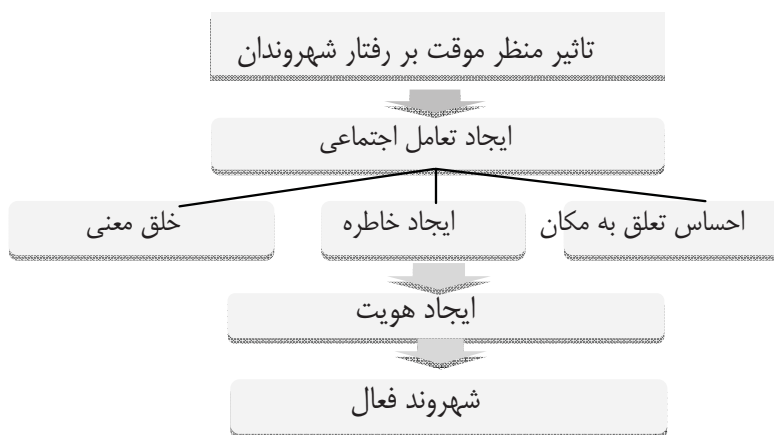 تاثیر منظر موقت بر رفتار شهروندان
ایجاد تعامل اجتماعی
احساس تعلق به مکان
ایجاد خاطره
خلق معنی
ایجاد هویت
شهروند فعال